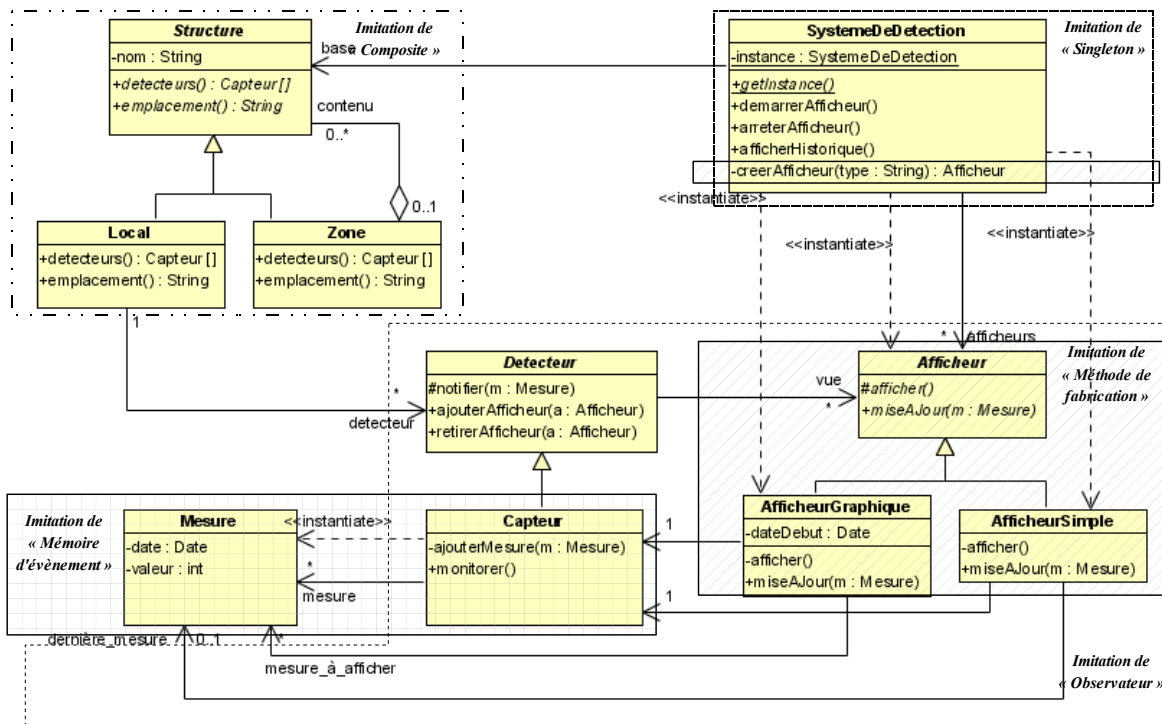 Structure
-nom : String
+detecteurs() : Capteur[]
+emplacement() : String
Imitation de
« Composite »
base
contenu
0..*
0..1
Local
+detecteurs() : Capteur[]
+emplacement() : String
Zone
+detecteurs() : Capteur[]
+emplacement() : String
1
SystemeDeDetection
-instance : SystemeDeDetection
+getInstance()
+demarrerAfficheur()
+arreterAfficheur()
+afficherHistorique()
-creerAfficheur(type : String) : Afficheur
Imitation de
« Singleton »
<<instantiate>>
<<instantiate>>
<<instantiate>>
* afficheurs
Detecteur
#notifier(m : Mesure)
+ajouterAfficheur(a : Afficheur)
+retirerAfficheur(a : Afficheur)
*
detecteur
vue
*
Afficheur
#afficher()
+miseAJour(m : Mesure)
Imitation de
« Méthode de
fabrication »
Imitation de
« Mémoire
d'évènement »
Mesure
-date : Date
-valeur : int
<<instantiate>>
*
mesure
Capteur
-ajouterMesure(m : Mesure)
+monitorer()
1
1
AfficheurGraphique
-dateDebut : Date
-afficher()
+miseAJour(m : Mesure)
AfficheurSimple
-afficher()
+miseAJour(m : Mesure)
dernière_mesure
0..1
*
mesure_à_afficher
Imitation de
« Observateur »